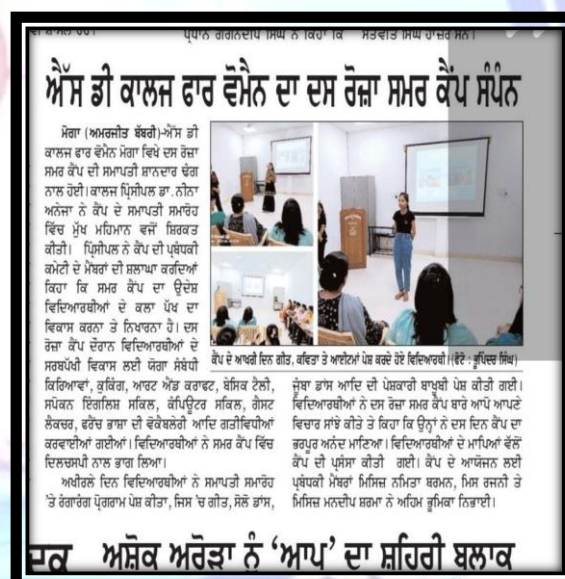 ਪ੍ਰਧਾਨ ਗਗਨਦੀਪ ਸਿੰਘ ਨੇ ਕਿਹਾ ਕਿ
ਸਤਵੀਤ ਸਿੰਘ ਹਾਜ਼ਰ ਸਨ।
ਐੱਸ ਡੀ ਕਾਲਜ ਫਾਰ ਵੋਮੈਨ ਦਾ ਦਸ ਰੋਜ਼ਾ ਸਮਰ ਕੈਂਪ ਸੰਪੰਨ
ਮੋਗਾ (ਅਮਰਜੀਤ ਬੱਬਰੀ)-ਐੱਸ ਡੀ
ਕਾਲਜ ਫਾਰ ਵੋਮੈਨ ਮੋਗਾ ਵਿਖੇ ਦਸ ਰੋਜ਼ਾ
ਸਮਰ ਕੈਂਪ ਦੀ ਸਮਾਪਤੀ ਸ਼ਾਨਦਾਰ ਢੰਗ
ਨਾਲ ਹੋਈ। ਕਾਲਜ ਪ੍ਰਿੰਸੀਪਲ ਡਾ. ਨੀਨਾ
ਅਨੇਜਾ ਨੇ ਕੈਂਪ ਦੇ ਸਮਾਪਤੀ ਸਮਾਰੋਹ
ਵਿੱਚ ਮੁੱਖ ਮਹਿਮਾਨ ਵਜੋਂ ਸ਼ਿਰਕਤ
ਕੀਤੀ। ਪ੍ਰਿੰਸੀਪਲ ਨੇ ਕੈਂਪ ਦੀ ਪ੍ਰਬੰਧਕੀ
ਕਮੇਟੀ ਦੇ ਮੈਂਬਰਾਂ ਦੀ ਸ਼ਲਾਘਾ ਕਰਦਿਆਂ
ਕਿਹਾ ਕਿ ਸਮਰ ਕੈਂਪ ਦਾ ਉਦੇਸ਼
ਵਿਦਿਆਰਥੀਆਂ ਦੇ ਕਲਾ ਪੱਖ ਦਾ
ਵਿਕਾਸ ਕਰਨਾ ਤੇ ਨਿਖਾਰਨਾ ਹੈ। ਦਸ
ਰੋਜ਼ਾ ਕੈਂਪ ਦੌਰਾਨ ਵਿਦਿਆਰਥੀਆਂ ਦੇ
ਸਰਬਪੱਖੀ ਵਿਕਾਸ ਲਈ ਯੋਗਾ ਸੰਬੰਧੀ
ਕਿਰਿਆਵਾਂ, ਕੁਕਿੰਗ, ਆਰਟ ਐਂਡ ਕਰਾਫਟ, ਬੇਸਿਕ ਟੈਲੀ,
ਸਪੋਕਨ ਇੰਗਲਿਸ਼ ਸਕਿਲ, ਕੰਪਿਊਟਰ ਸਕਿਲ, ਗੈਸਟ
ਲੈਕਚਰ, ਫਰੈਂਚ ਭਾਸ਼ਾ ਦੀ ਵੋਕੈਬਲੇਰੀ ਆਦਿ ਗਤੀਵਿਧੀਆਂ
ਕਰਵਾਈਆਂ ਗਈਆਂ। ਵਿਦਿਆਰਥੀਆਂ ਨੇ ਸਮਰ ਕੈਂਪ ਵਿੱਚ
ਦਿਲਚਸਪੀ ਨਾਲ ਭਾਗ ਲਿਆ।
ਅਖੀਰਲੇ ਦਿਨ ਵਿਦਿਆਰਥੀਆਂ ਨੇ ਸਮਾਪਤੀ ਸਮਾਰੋਹ
'ਤੇ ਰੰਗਾਰੰਗ ਪ੍ਰੋਗਰਾਮ ਪੇਸ਼ ਕੀਤਾ, ਜਿਸ 'ਚ ਗੀਤ, ਸੋਲੋ ਡਾਂਸ,
ਕੈਂਪ ਦੇ ਆਖਰੀ ਦਿਨ ਗੀਤ, ਕਵਿਤਾ ਤੇ ਆਈਟਮਾਂ ਪੇਸ਼ ਕਰਦੇ ਹੋਏ ਵਿਦਿਆਰਥੀ। (ਫੋਟੋ : ਭੁਪਿੰਦਰ ਸਿੰਘ)
ਜ਼ੁੰਬਾ ਡਾਂਸ ਆਦਿ ਦੀ ਪੇਸ਼ਕਾਰੀ ਬਾਖੂਬੀ ਪੇਸ਼ ਕੀਤੀ ਗਈ।
ਵਿਦਿਆਰਥੀਆਂ ਨੇ ਦਸ ਰੋਜ਼ਾ ਸਮਰ ਕੈਂਪ ਬਾਰੇ ਆਪੋ ਆਪਣੇ
ਵਿਚਾਰ ਸਾਂਝੇ ਕੀਤੇ ਤੇ ਕਿਹਾ ਕਿ ਉਨ੍ਹਾਂ ਨੇ ਦਸ ਦਿਨ ਕੈਂਪ ਦਾ
ਭਰਪੂਰ ਅਨੰਦ ਮਾਣਿਆ। ਵਿਦਿਆਰਥੀਆਂ ਦੇ ਮਾਪਿਆਂ ਵੱਲੋਂ
ਕੈਂਪ ਦੀ ਪ੍ਰਸੰਸਾ ਕੀਤੀ ਗਈ। ਕੈਂਪ ਦੇ ਆਯੋਜਨ ਲਈ
ਪ੍ਰਬੰਧਕੀ ਮੈਂਬਰਾਂ ਮਿਸਿਜ਼ ਨਮਿਤਾ ਬਰਮਨ, ਮਿਸ ਰਜਨੀ ਤੇ
ਮਿਸਿਜ਼ ਮਨਦੀਪ ਸ਼ਰਮਾ ਨੇ ਅਹਿਮ ਭੂਮਿਕਾ ਨਿਭਾਈ।
ਅਸ਼ੋਕ ਅਰੋੜਾ ਨੂੰ 'ਆਪ' ਦਾ ਸ਼ਹਿਰੀ ਬਲਾਕ